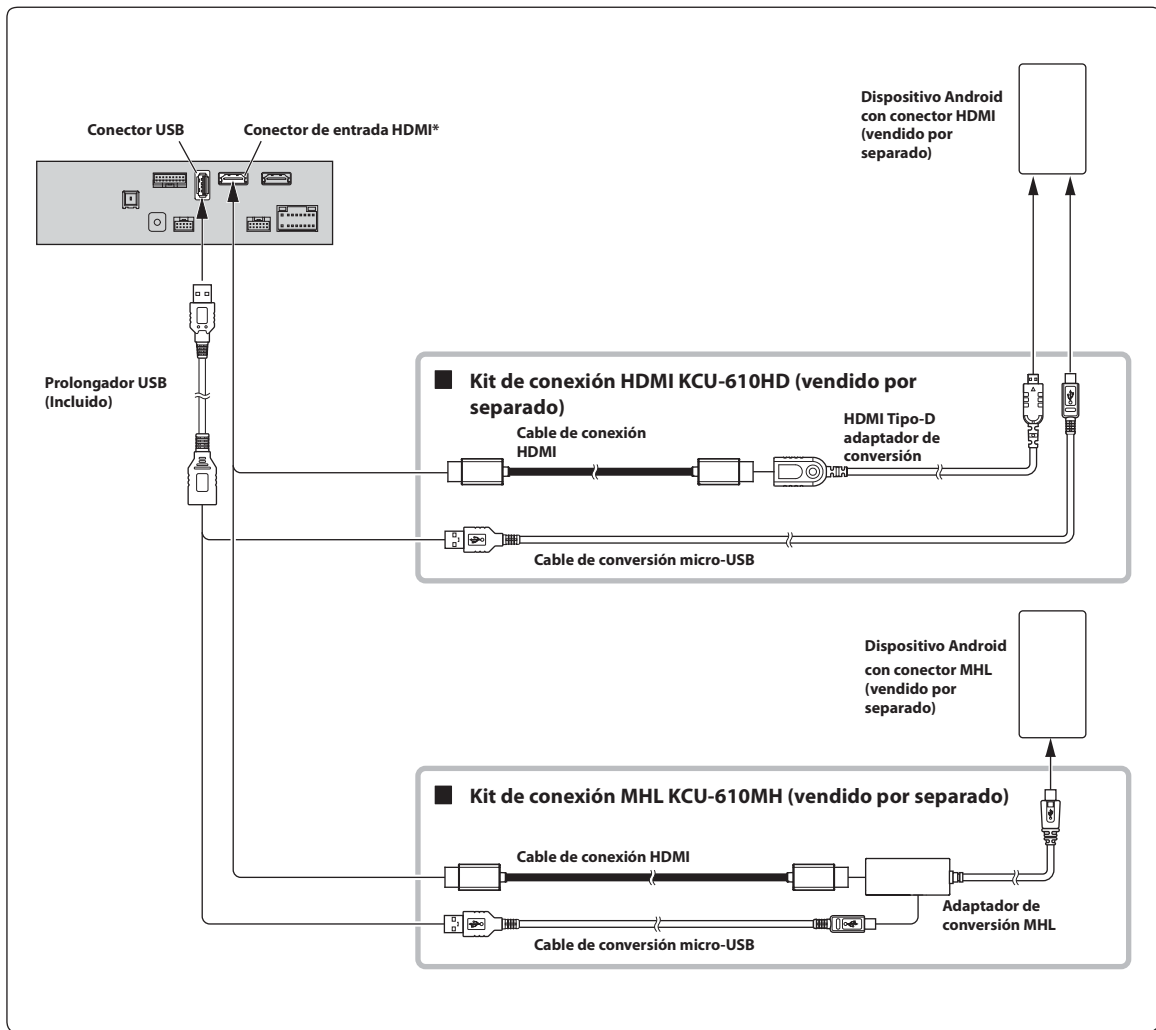 Conector USB
Conector de entrada HDMI*
Dispositivo Android
con conector HDMI
(vendido por
separado)
Prolongador USB
(Incluido)
■ Kit de conexión HDMI KCU-610HD (vendido por
separado)
Cable de conexión
HDMI
HDMI Tipo-D
adaptador de
conversión
Cable de conversión micro-USB
Dispositivo Android
con conector MHL
(vendido por
separado)
■ Kit de conexión MHL KCU-610MH (vendido por separado)
Cable de conexión HDMI
Adaptador de
conversión MHL
Cable de conversión micro-USB